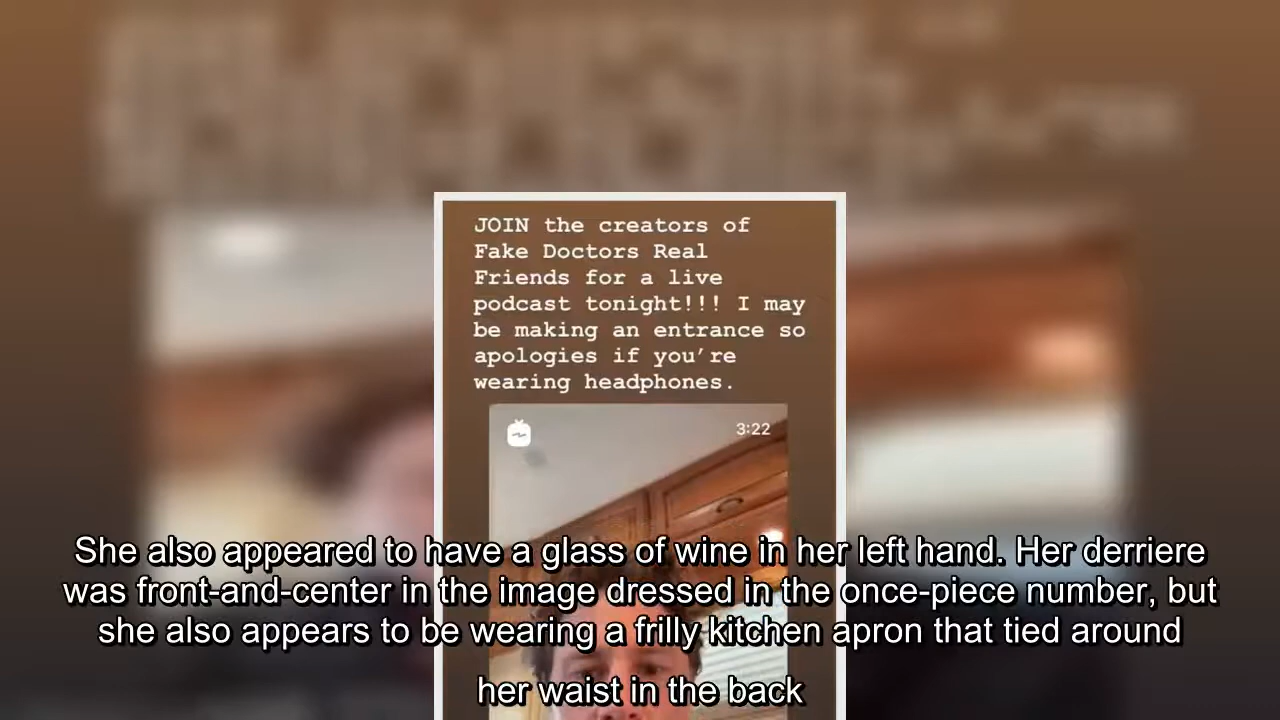 JOIN the creators of
Fake Doctors Real
Friends for a live
podcast tonight!!! I may
be making an entrance so
apologies if you’re
wearing headphones.
3:22
She also appeared to have a glass of wine in her left hand. Her derriere
was front-and-center in the image dressed in the once-piece number, but
she also appears to be wearing a frilly kitchen apron that tied around
her waist in the back